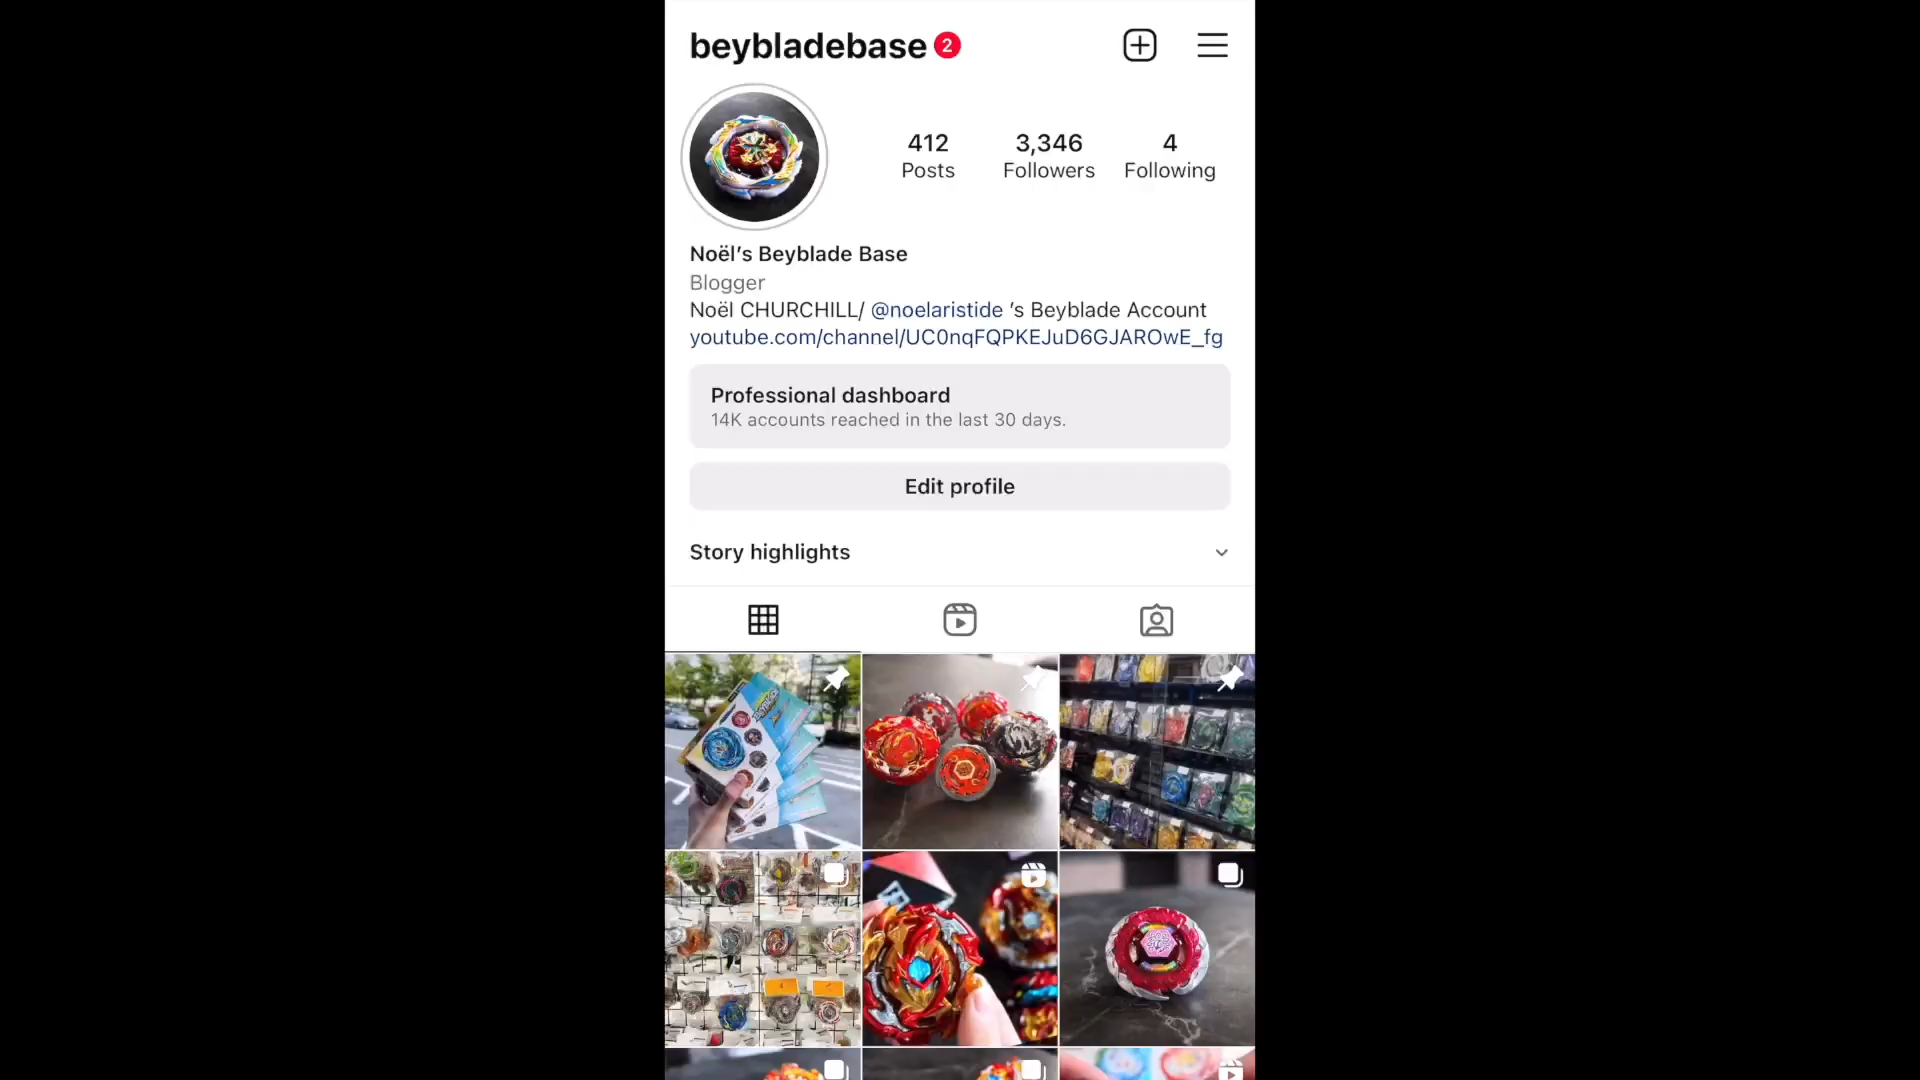 beybladebase 2
412 3,346 4
Posts Followers Following
Noël's Beyblade Base
Blogger
Noël CHURCHILL/ @noelaristide 's Beyblade Account
youtube.com/channel/UC0nqFQPKEJuD6GJAROwE_fg
Professional dashboard
14K accounts reached in the last 30 days.
Edit profile
Story highlights